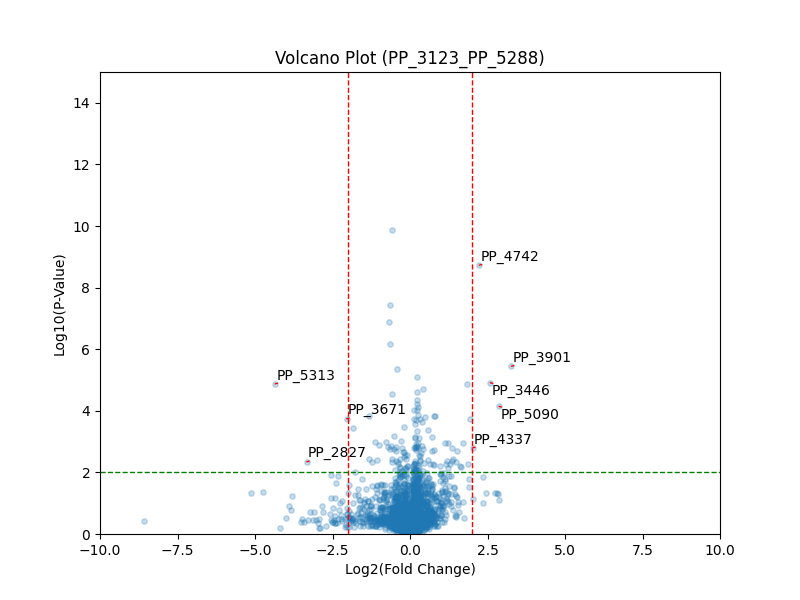 Volcano Plot (PP_3123_PP_5288)
14
12
10
8
6
4
2
0
Log10(P-Value)
PP_4742
PP_3901
PP_5313
PP_3446
PP_3671
PP_5090
PP_4337
PP_2827
−10.0
−7.5
−5.0
−2.5
0.0
2.5
5.0
7.5
10.0
Log2(Fold Change)